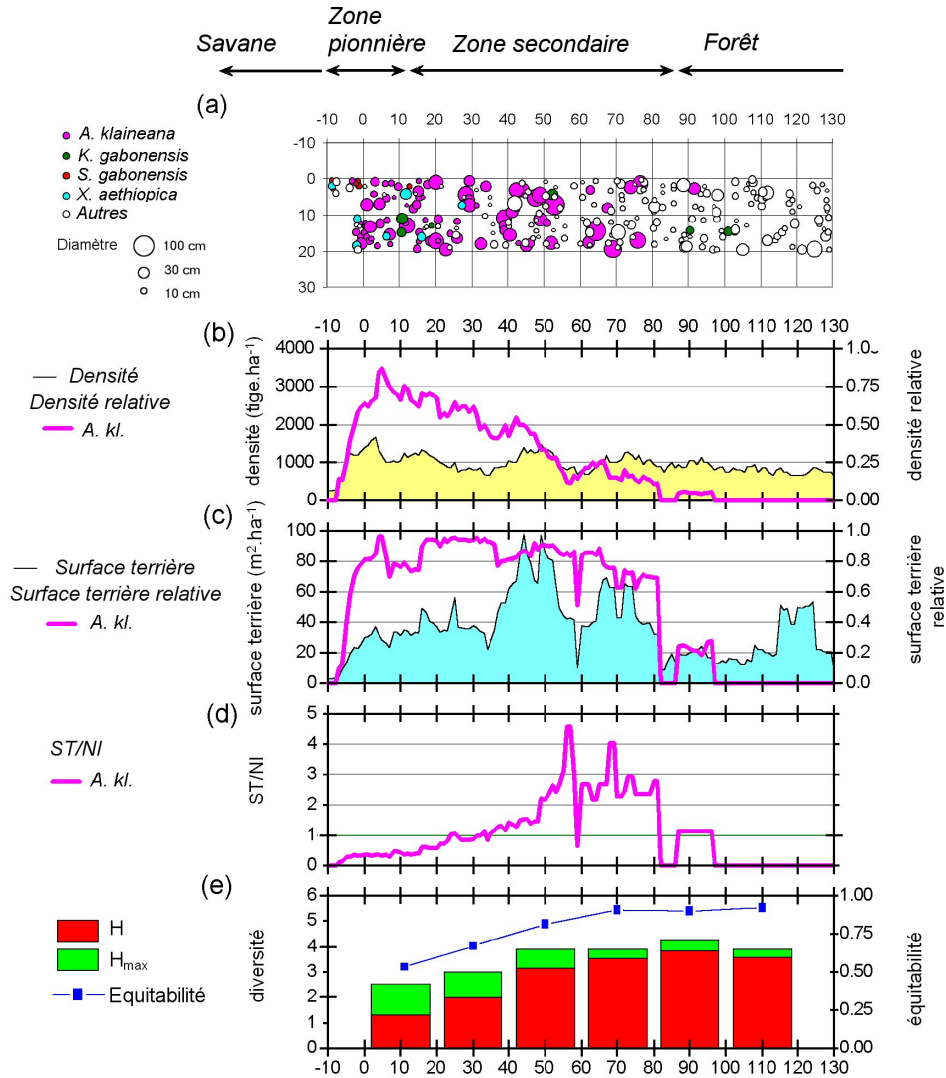 Savane
Zone pionnière
Zone secondaire
Forêt
(a)
-10 0 10 20 30 40 50 60 70 80 90 100 110 120 130
-10
0
10
20
30
A. klaineana
K. gabonensis
S. gabonensis
X. aethiopica
Autres
Diamètre
100 cm
30 cm
10 cm
-10 0 10 20 30 40 50 60 70 80 90 100 110 120 130
(b)
Densité
Densité relative
A. kl.
4000
3000
2000
1000
0
densité (tige.ha-1)
0.75
0.50
0.25
0.00
densité relative
(c)
Surface terrière
Surface terrière relative
A. kl.
100
80
60
40
20
0
surface terrière (m2.ha-1)
1.0
0.8
0.6
0.4
0.2
0.0
surface terrière
relative
(d)
ST/NI
A. kl.
5
4
3
2
1
0
ST/NI
(e)
H
Hmax
Equitabilité
6
5
4
3
2
1
0
diversité
1.00
0.75
0.50
0.25
0.00
équitabilité
-10 0 10 20 30 40 50 60 70 80 90 100 110 120 130